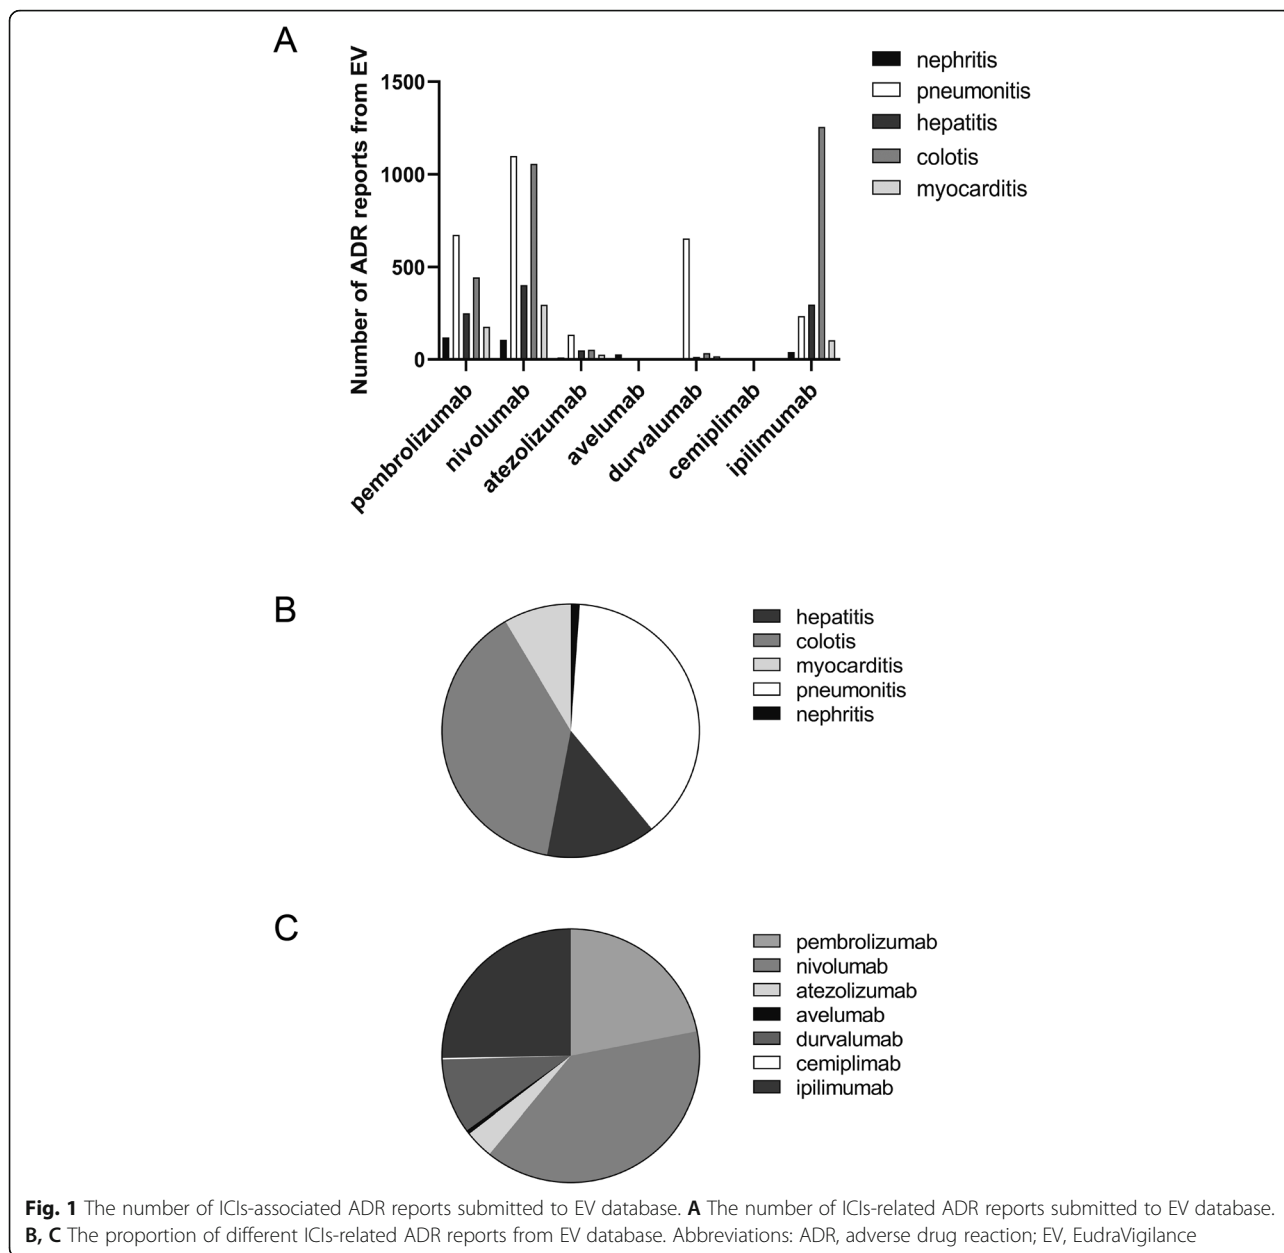 A
Number of ADR reports from EV
1500
1000
500
0
pembrolizumab
nivolumab
atezolizumab
avelumab
durvalumab
cemiplimab
ipilimumab
nephritis
pneumonitis
hepatitis
colotis
myocarditis
B
hepatitis
colotis
myocarditis
pneumonitis
nephritis
C
pembrolizumab
nivolumab
atezolizumab
avelumab
durvalumab
cemiplimab
ipilimumab
Fig. 1 The number of ICIs-associated ADR reports submitted to EV database. A The number of ICIs-related ADR reports submitted to EV database.
B, C The proportion of different ICIs-related ADR reports from EV database. Abbreviations: ADR, adverse drug reaction; EV, EudraVigilance